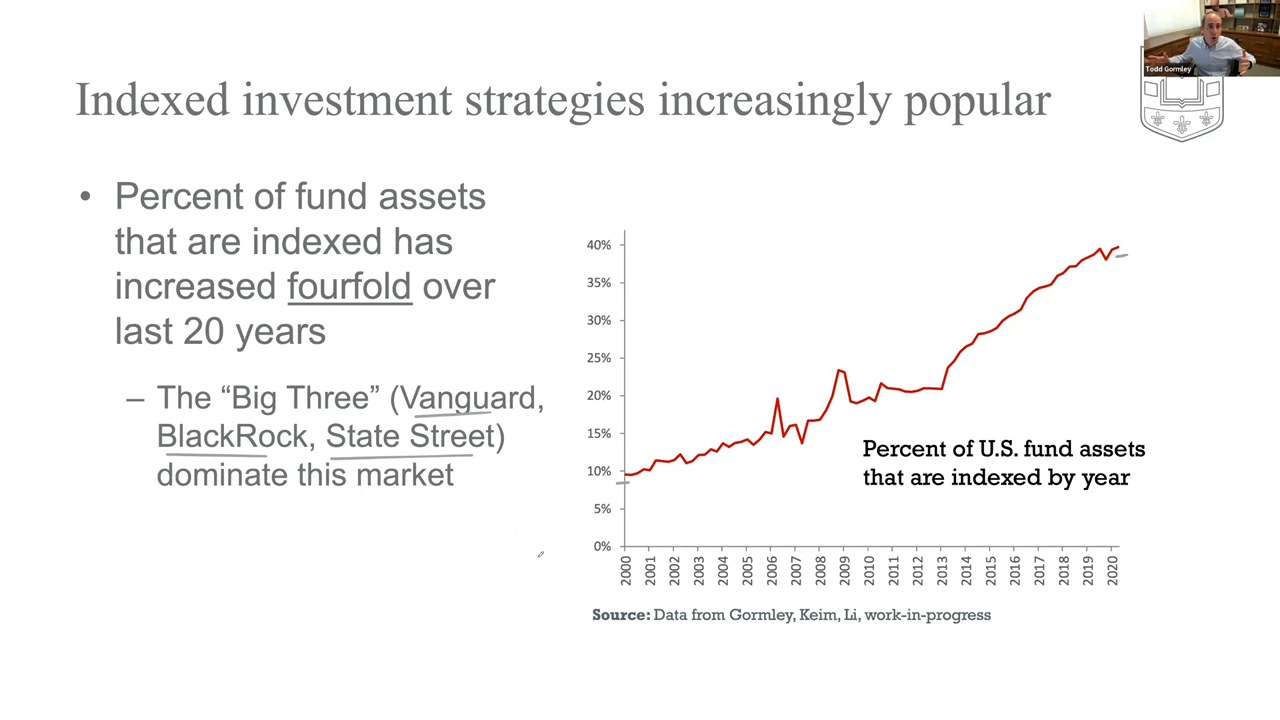 Todd Gormley
Indexed investment strategies increasingly popular
• Percent of fund assets
that are indexed has
increased fourfold over
last 20 years
– The “Big Three” (Vanguard,
BlackRock, State Street)
dominate this market
40%
35%
30%
25%
20%
15%
10%
5%
0%
2000 2001 2002 2003 2004 2005 2006 2007 2008 2009 2010 2011 2012 2013 2014 2015 2016 2017 2018 2019 2020
Percent of U.S. fund assets
that are indexed by year
Source: Data from Gormley, Keim, Li, work-in-progress